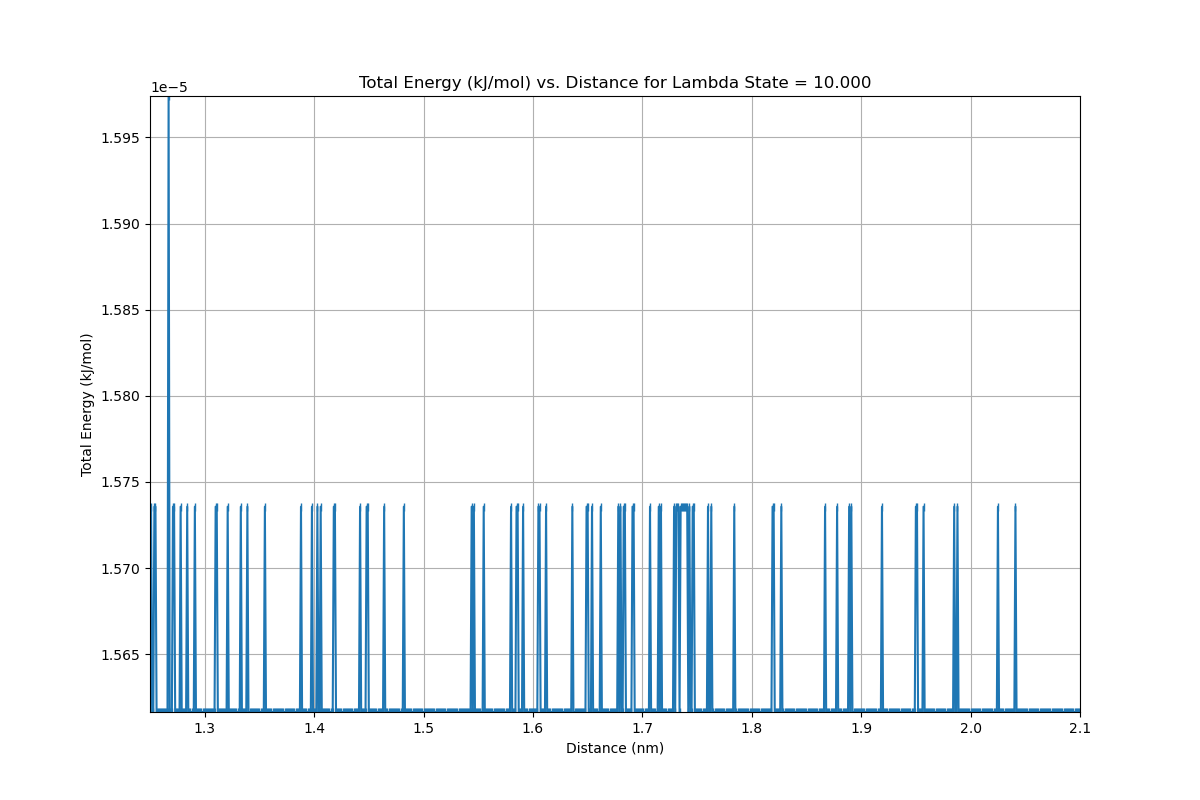 Total Energy (kJ/mol) vs. Distance for Lambda State = 10.000
1e−5
1.595
1.590
1.585
1.580
1.575
1.570
1.565
Total Energy (kJ/mol)
1.3 1.4 1.5 1.6 1.7 1.8 1.9 2.0 2.1
Distance (nm)